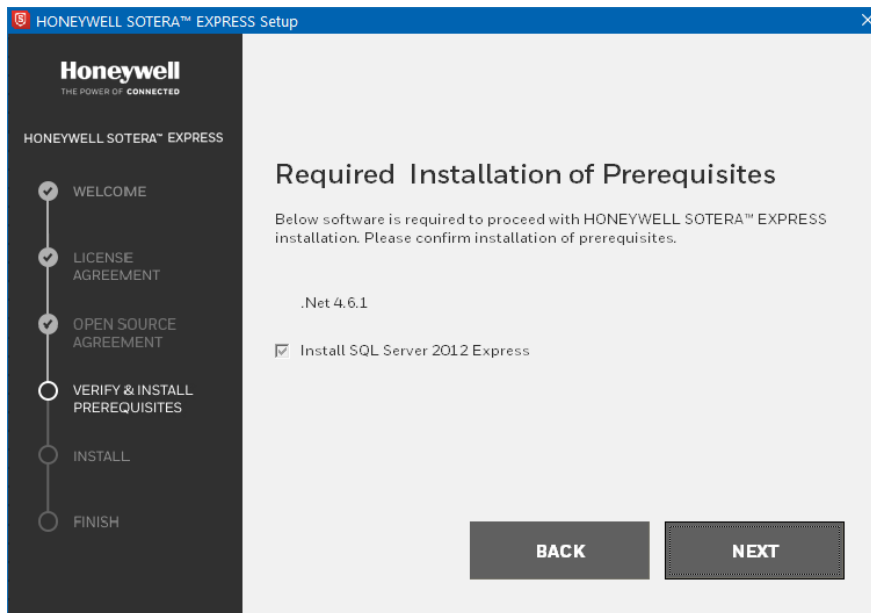 HONEYWELL SOTERA™ EXPRESS Setup
Honeywell
THE POWER OF CONNECTED
HONEYWELL SOTERA™ EXPRESS
WELCOME
LICENSE
AGREEMENT
OPEN SOURCE
AGREEMENT
VERIFY & INSTALL
PREREQUISITES
INSTALL
FINISH
Required Installation of Prerequisites
Below software is required to proceed with HONEYWELL SOTERA™ EXPRESS
installation. Please confirm installation of prerequisites.
.Net 4.6.1
Install SQL Server 2012 Express
BACK
NEXT